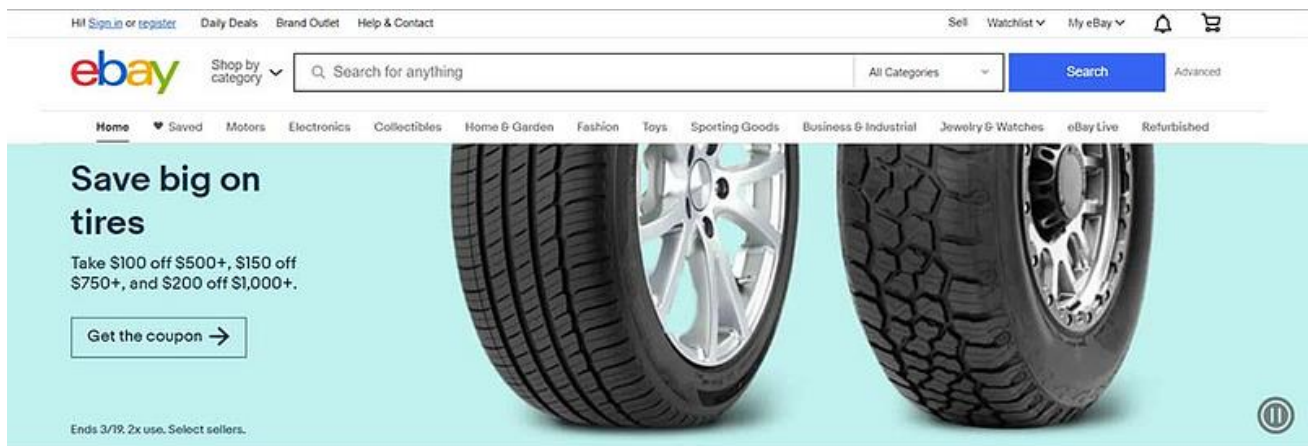 Hi! Sign in or register Daily Deals Brand Outlet Help & Contact Sell Watchlist My eBay
ebay Shop by category Search for anything All Categories Search Advanced
Home Saved Motors Electronics Collectibles Home & Garden Fashion Toys Sporting Goods Business & Industrial Jewelry & Watches eBay Live Refurbished
Save big on
tires
Take $100 off $500+, $150 off
$750+, and $200 off $1,000+.
Get the coupon →
Ends 3/19. 2x use. Select sellers.